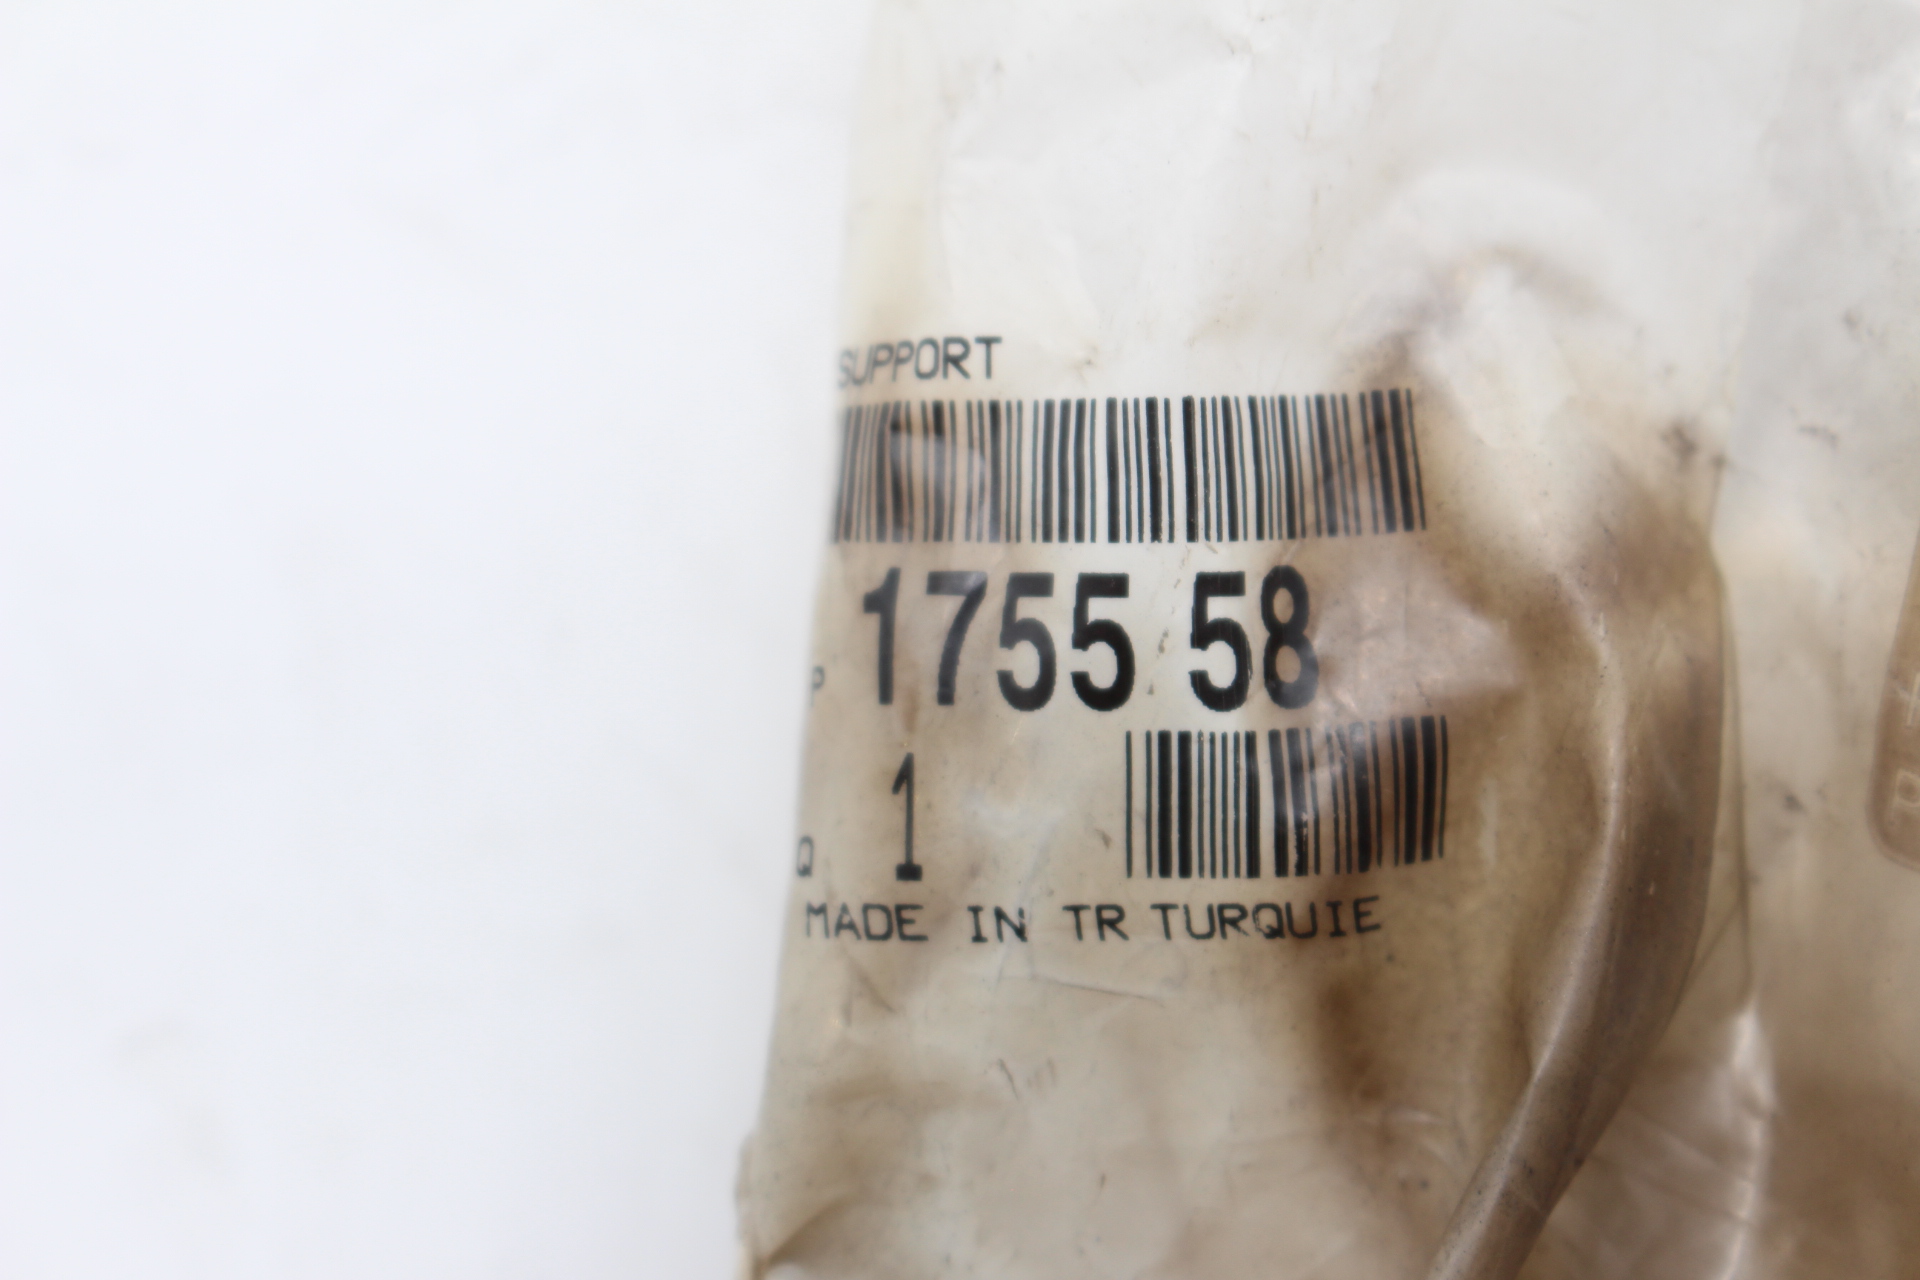 SUPPORT
P 1755 58
Q 1
MADE IN TR TURQUIE